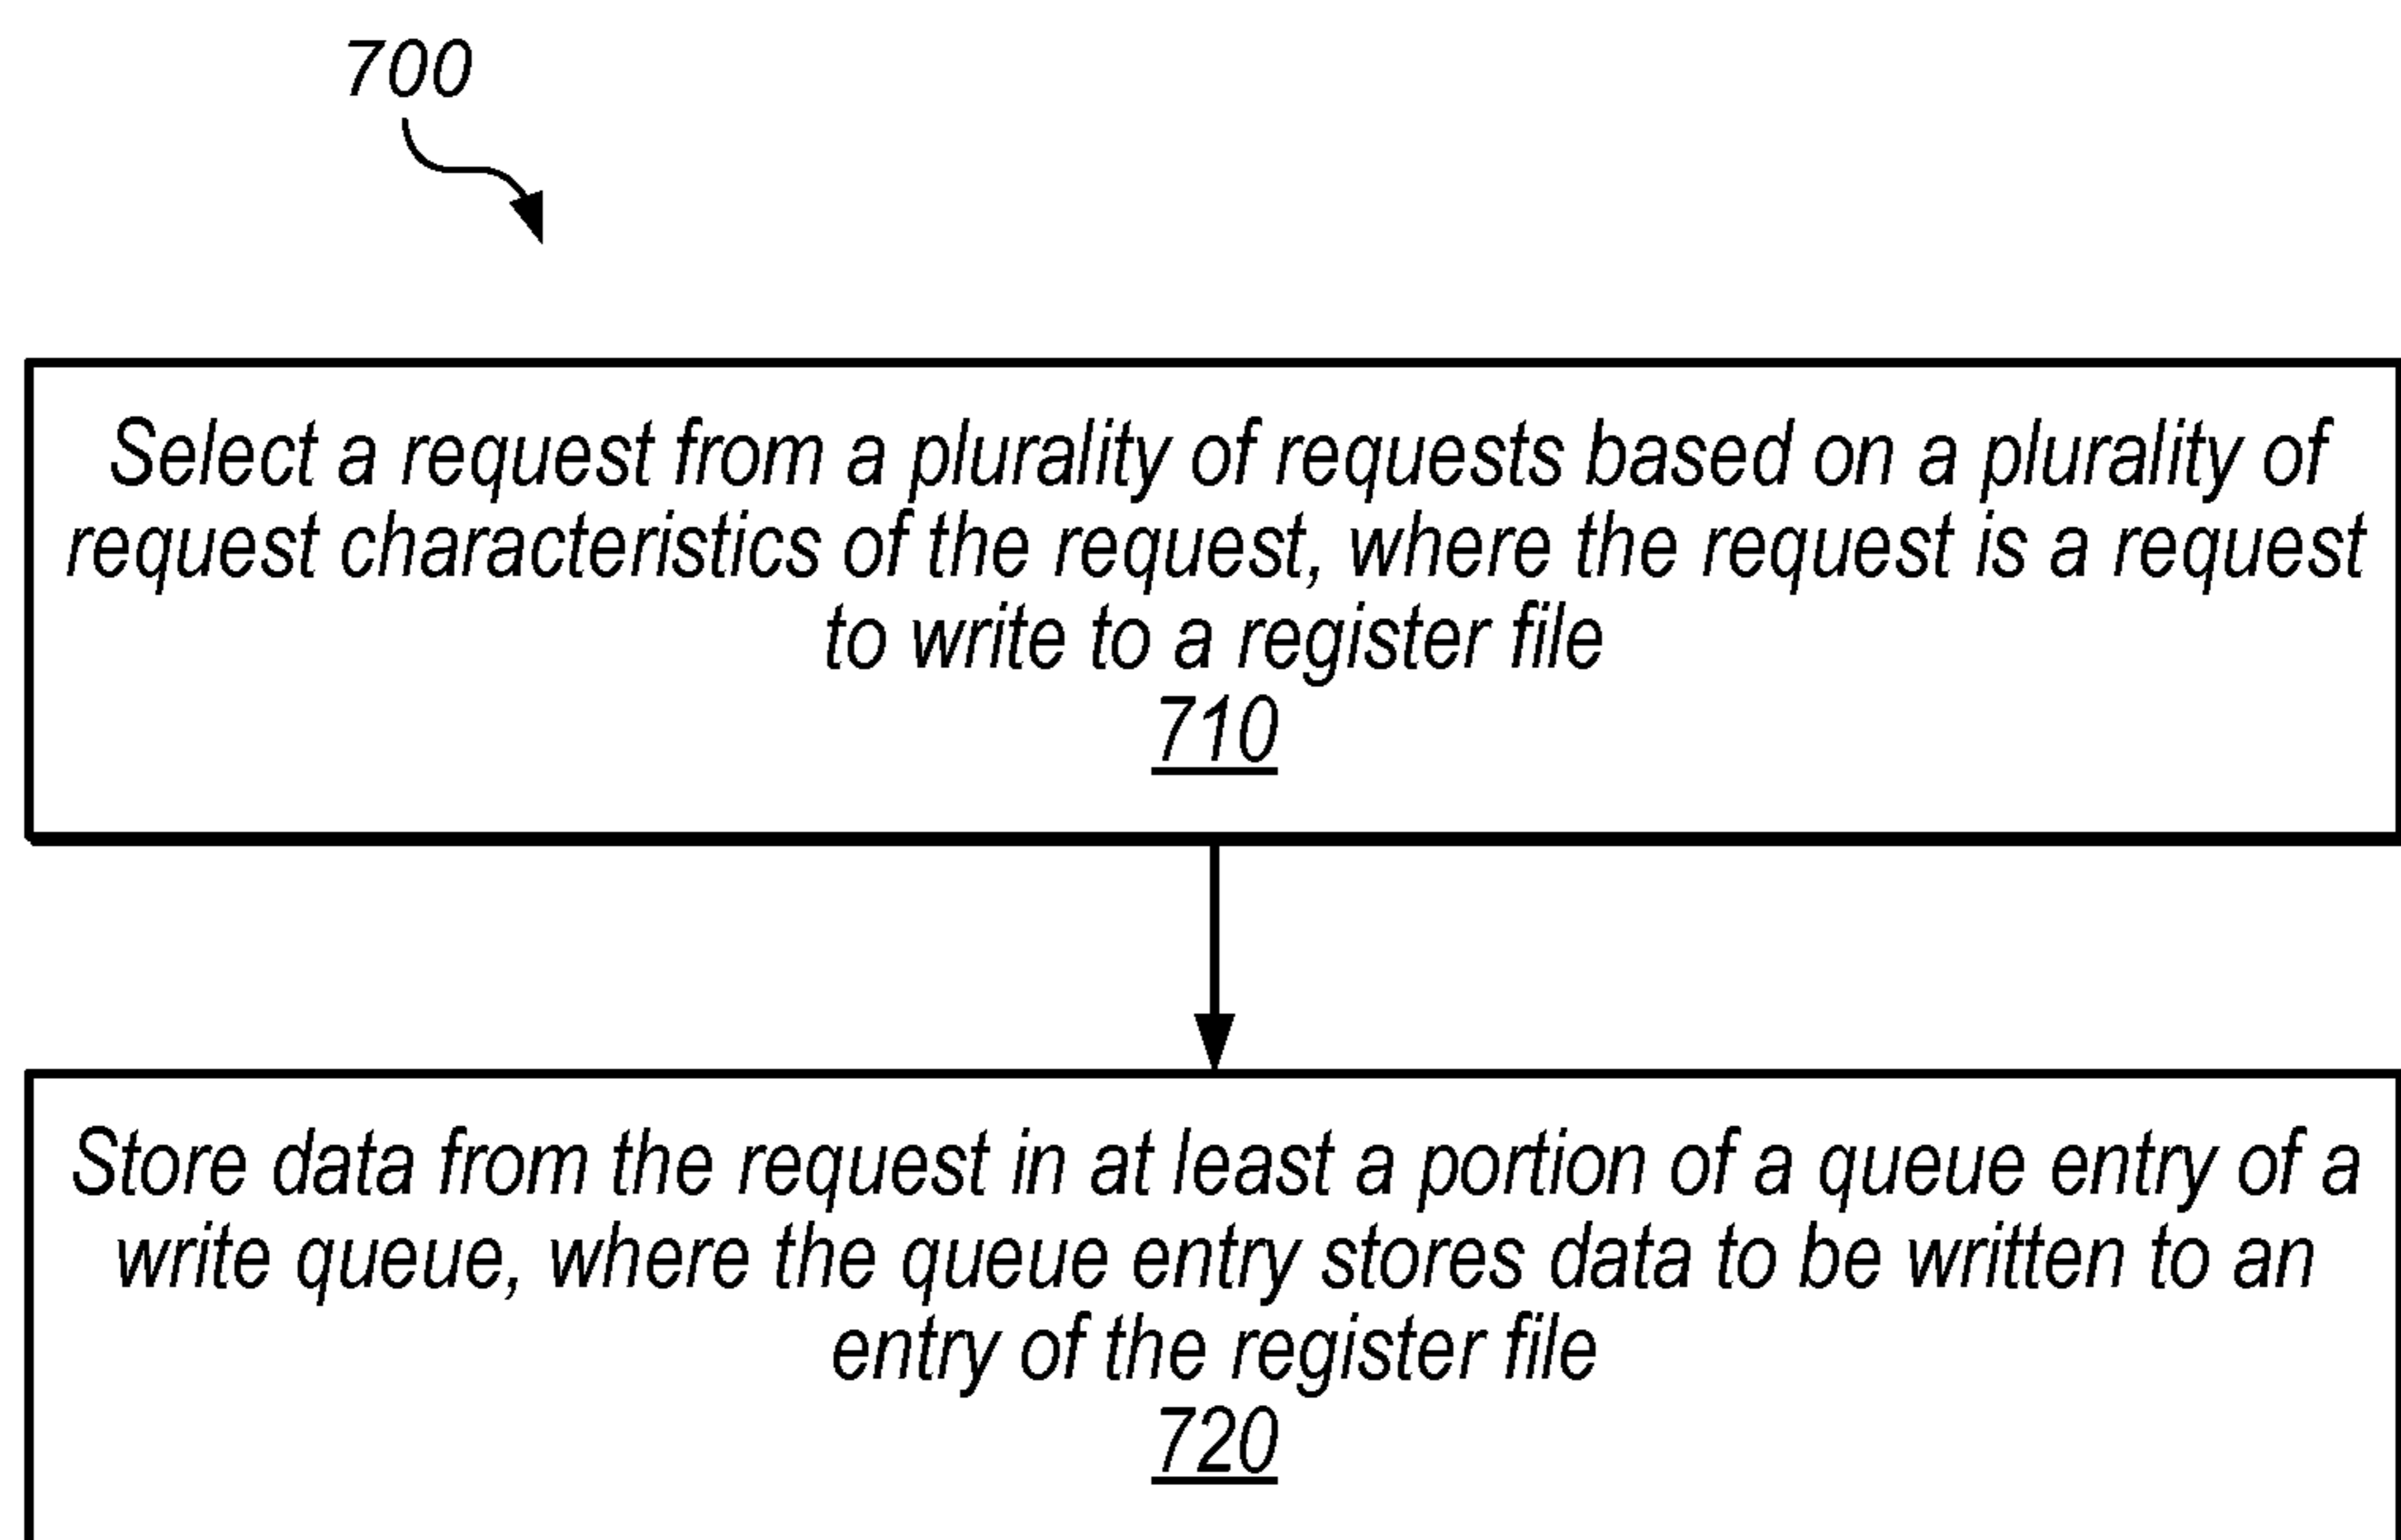 700
Select a request from a plurality of requests based on a plurality of
request characteristics of the request, where the request is a request
to write to a register file
710
Store data from the request in at least a portion of a queue entry of a
write queue, where the queue entry stores data to be written to an
entry of the register file
720